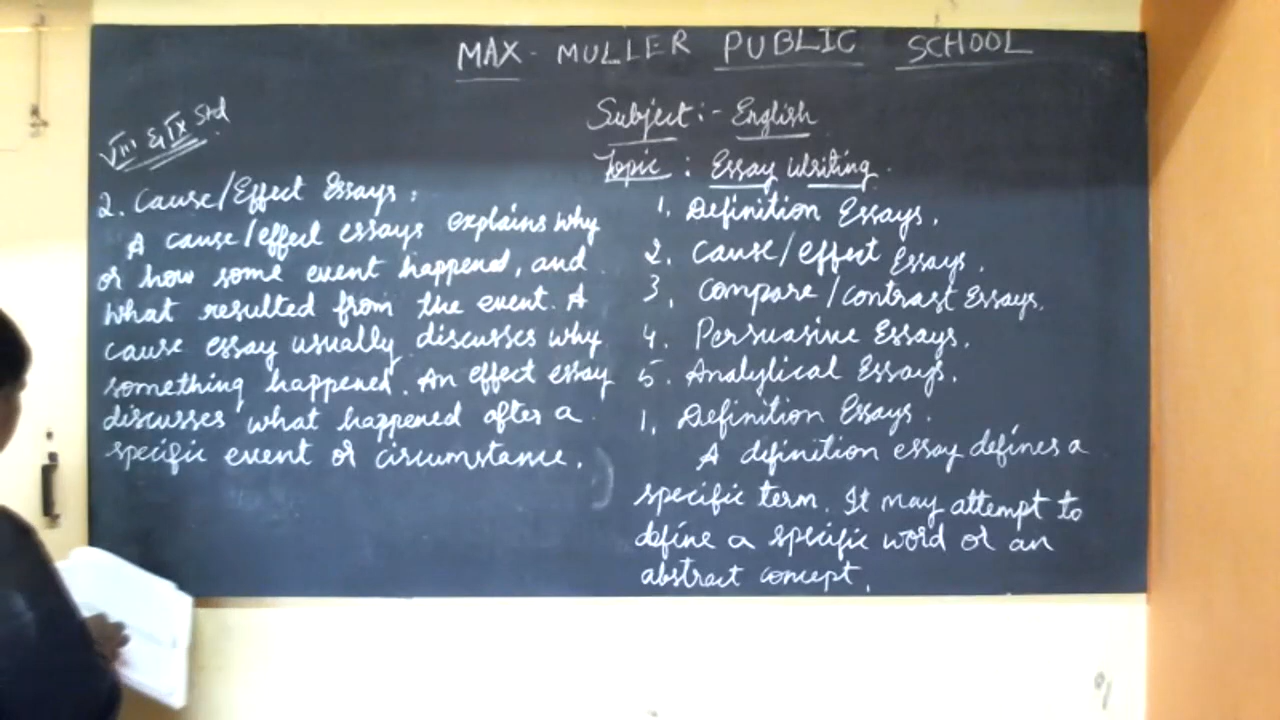 MAX - MULLER PUBLIC SCHOOL
VIII & IX Std
Subject :- English
Topic : Essay Writing.
1. Definition Essays.
2. Cause/effect Essays.
3. Compare/contrast Essays.
4. Persuasive Essays.
5. Analytical Essays.
1. Definition Essays.
A definition essay defines a
specific term. It may attempt to
define a specific word or an
abstract concept.
2. Cause/Effect Essays :
A cause/effect essays explains why
or how some event happened, and
what resulted from the event. A
cause essay usually discusses why
something happened. An effect essay
discusses what happened after a
specific event or circumstance.